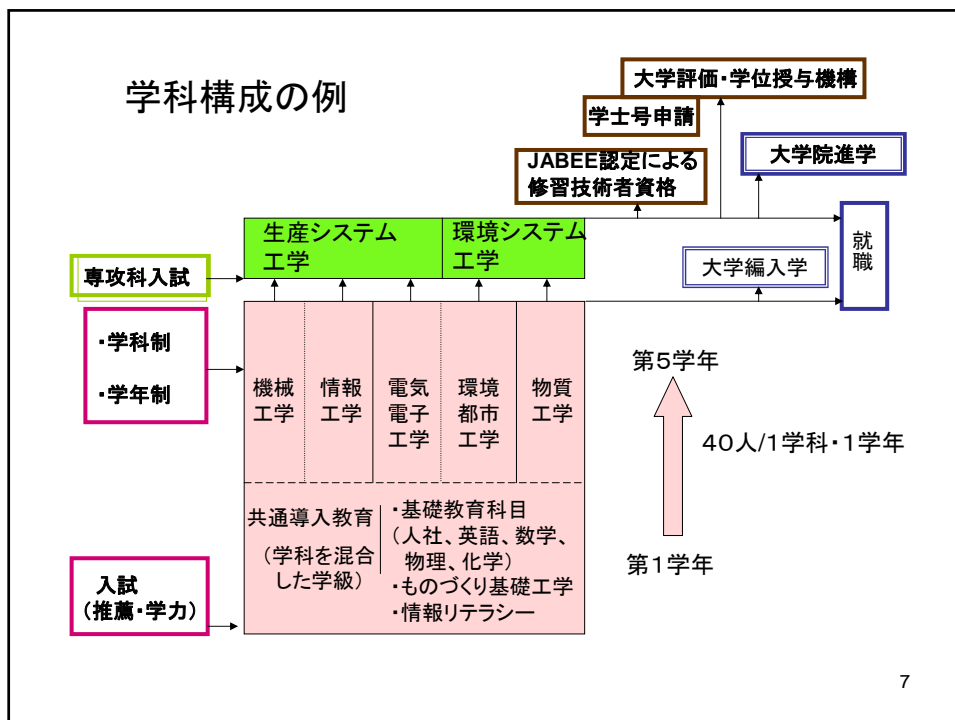 学科構成の例
大学評価・学位授与機構
学士号申請
JABEE認定による
修習技術者資格
大学院進学
生産システム
工学
環境システム
工学
就職
専攻科入試
大学編入学
・学科制
・学年制
機械
工学
情報
工学
電気
電子
工学
環境
都市
工学
物質
工学
第5学年
40人/1学科・1学年
第1学年
共通導入教育
（学科を混合
した学級）
・基礎教育科目
（人社、英語、数学、
物理、化学）
・ものづくり基礎工学
・情報リテラシー
入試
（推薦・学力）
7